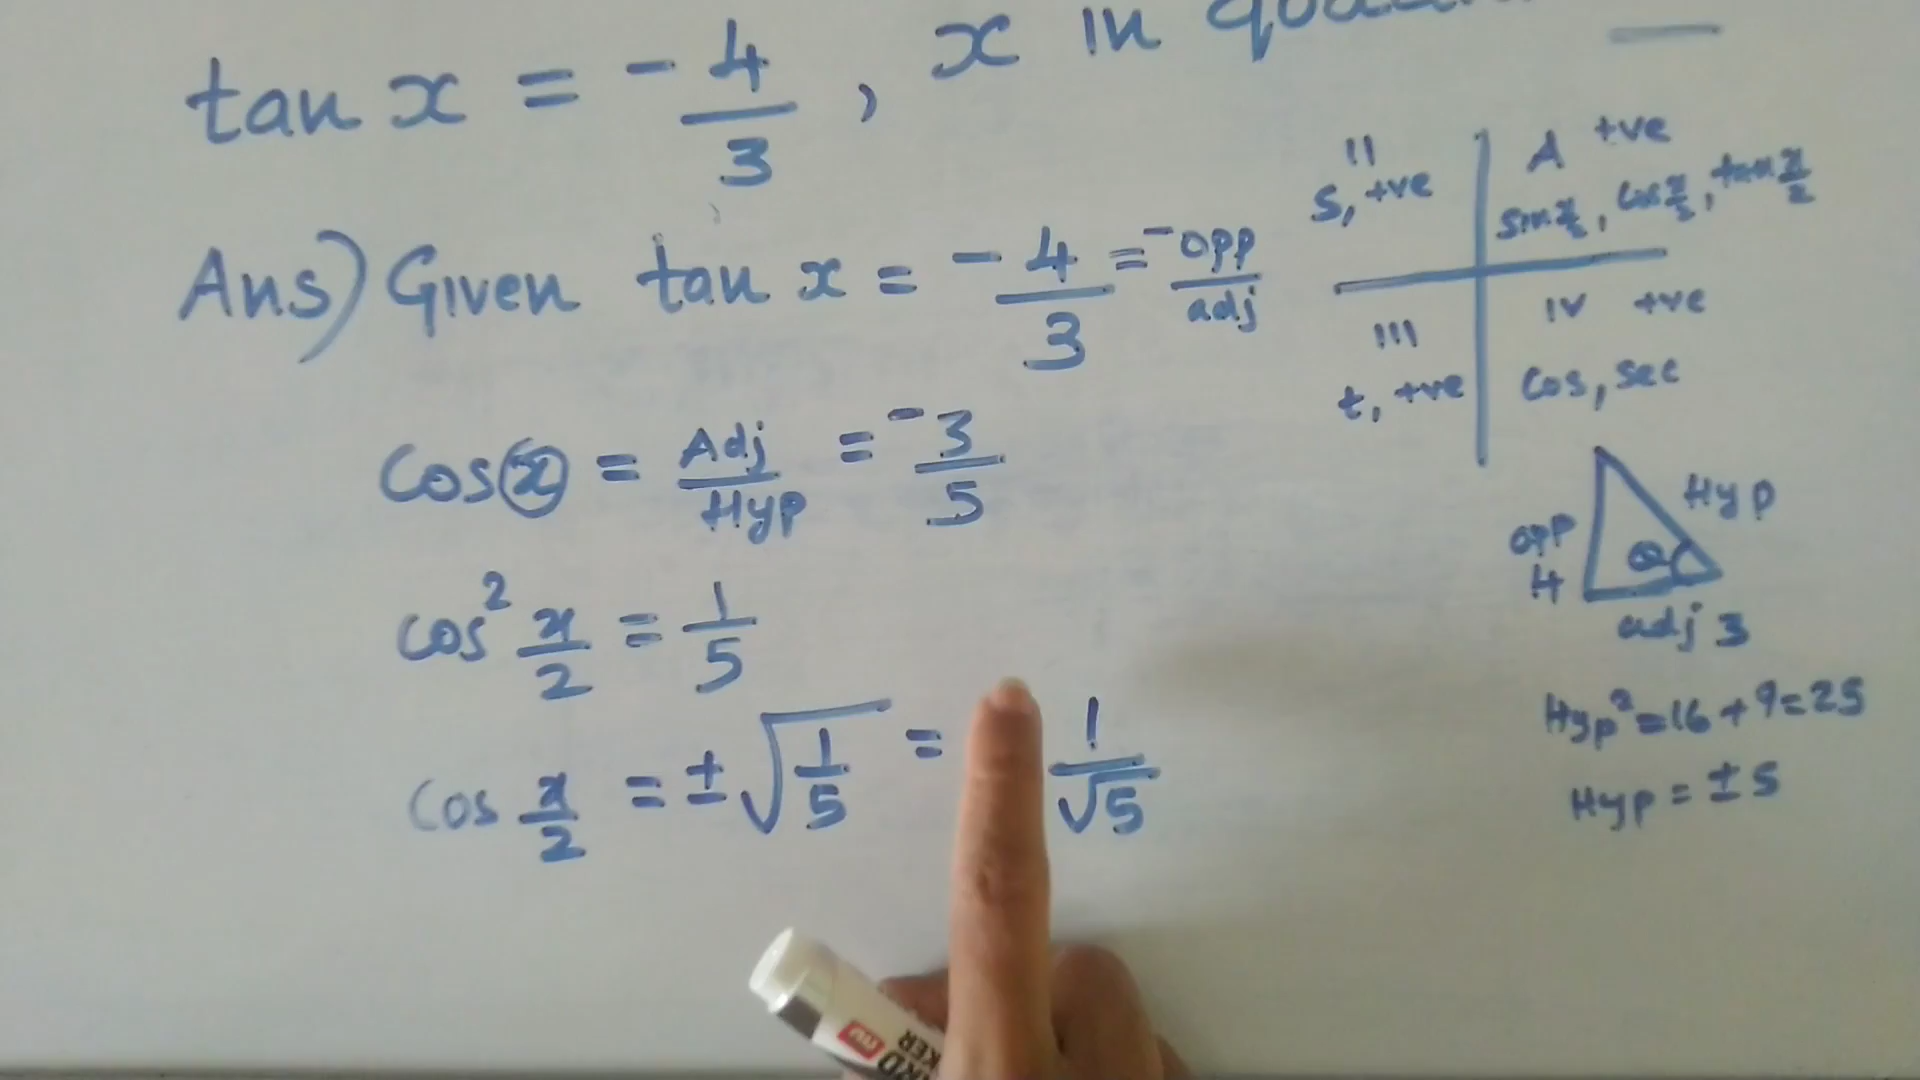 tan x = - 4/3 , x in
Ans) Given tan x = - 4/3 = - opp/adj
cos x = Adj/Hyp = - 3/5
cos² x/2 = 1/5
cos x/2 = ± √1/5 = 1/√5
II
S, +ve
A +ve
sin x/2, cos x/2, tan x/2
III
t, +ve
IV +ve
cos, sec
Hyp
opp
4
adj 3
Hyp² = 16 + 9 = 25
Hyp = ± 5